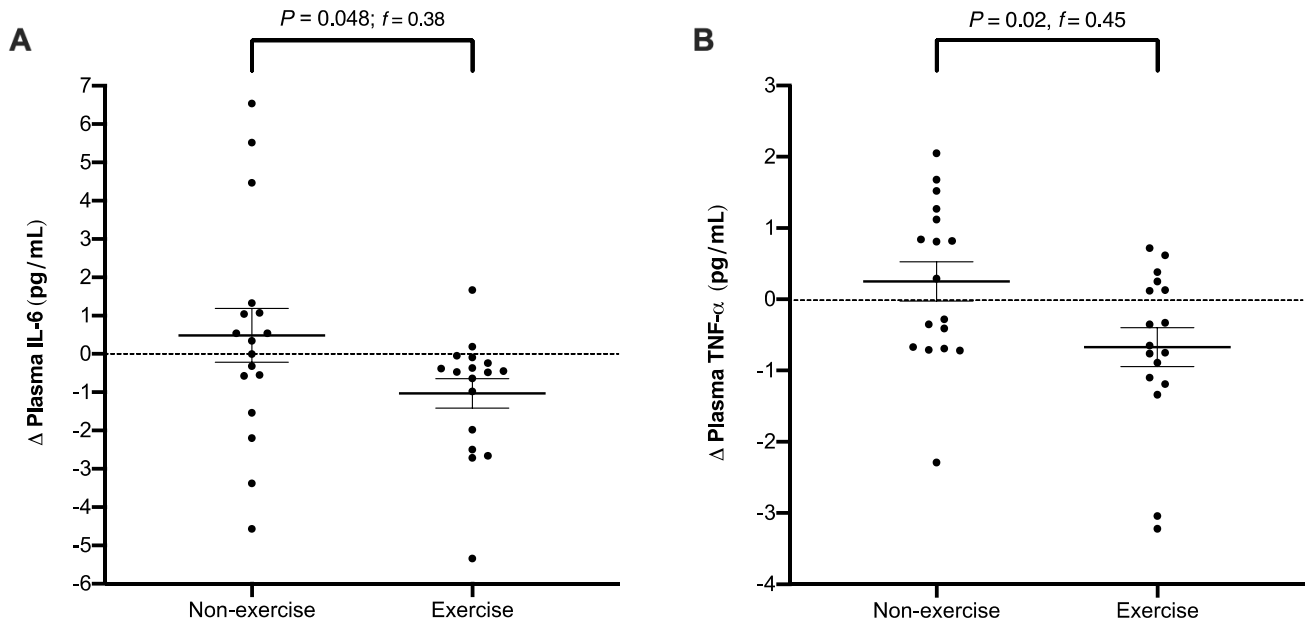 A
P = 0.048; f = 0.38
Δ Plasma IL-6 (pg/mL)
7
6
5
4
3
2
1
0
-1
-2
-3
-4
-5
-6
Non-exercise
Exercise
B
P = 0.02, f = 0.45
Δ Plasma TNF-α (pg/mL)
3
2
1
0
-1
-2
-3
-4
Non-exercise
Exercise